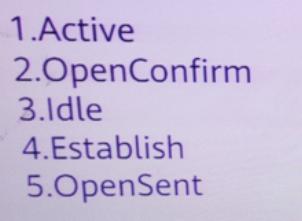 1.Active
2.OpenConfirm
3.Idle
4.Establish
5.OpenSent